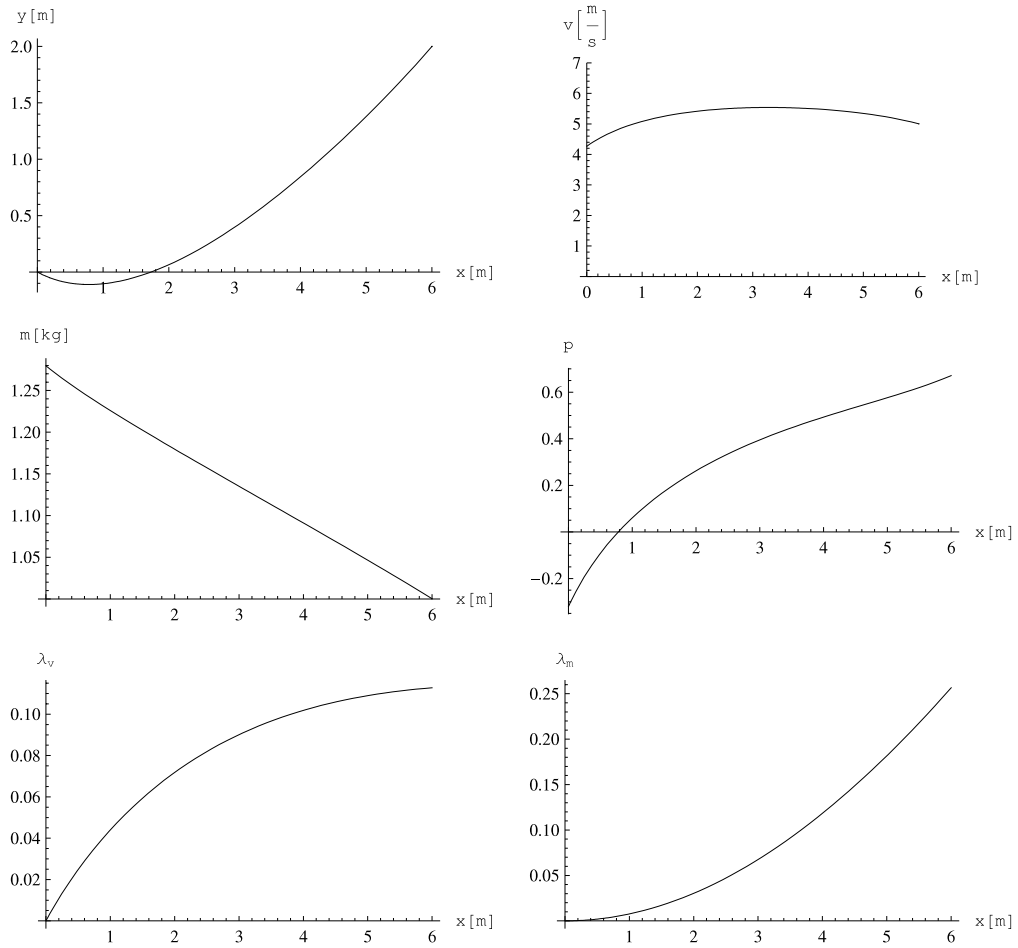 y[m]
2.0
1.5
1.0
0.5
1 2 3 4 5 6
x[m]
v[m/s]
7
6
5
4
3
2
1
0 1 2 3 4 5 6
x[m]
m[kg]
1.25
1.20
1.15
1.10
1.05
1 2 3 4 5 6
x[m]
p
0.6
0.4
0.2
−0.2
1 2 3 4 5 6
x[m]
λv
0.10
0.08
0.06
0.04
0.02
1 2 3 4 5 6
x[m]
λm
0.25
0.20
0.15
0.10
0.05
1 2 3 4 5 6
x[m]